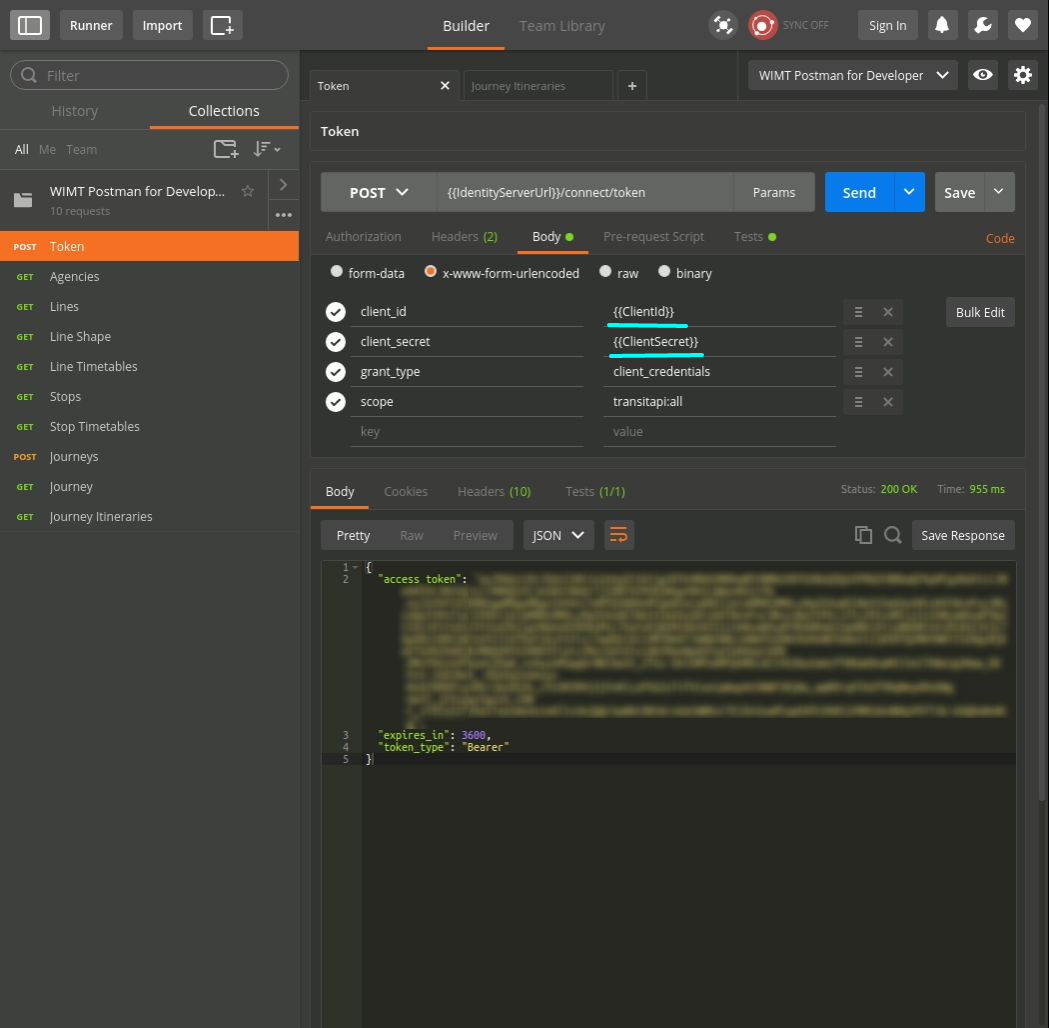 Runner Import Builder Team Library SYNC OFF Sign In
Filter
History Collections
All Me Team
WIMT Postman for Develop...
10 requests
POST Token
GET Agencies
GET Lines
GET Line Shape
GET Line Timetables
GET Stops
GET Stop Timetables
POST Journeys
GET Journey
GET Journey Itineraries
Token Journey Itineraries +
WIMT Postman for Developer
Token
POST {{IdentityServerUrl}}/connect/token Params Send Save
Authorization Headers (2) Body Pre-request Script Tests Code
form-data x-www-form-urlencoded raw binary
client_id {{ClientId}} Bulk Edit
client_secret {{ClientSecret}}
grant_type client_credentials
scope transitapi:all
key value
Body Cookies Headers (10) Tests (1/1) Status: 200 OK Time: 955 ms
Pretty Raw Preview JSON Save Response
1 {
2 "access_token":
3 "expires_in": 3600,
4 "token_type": "Bearer"
5 }